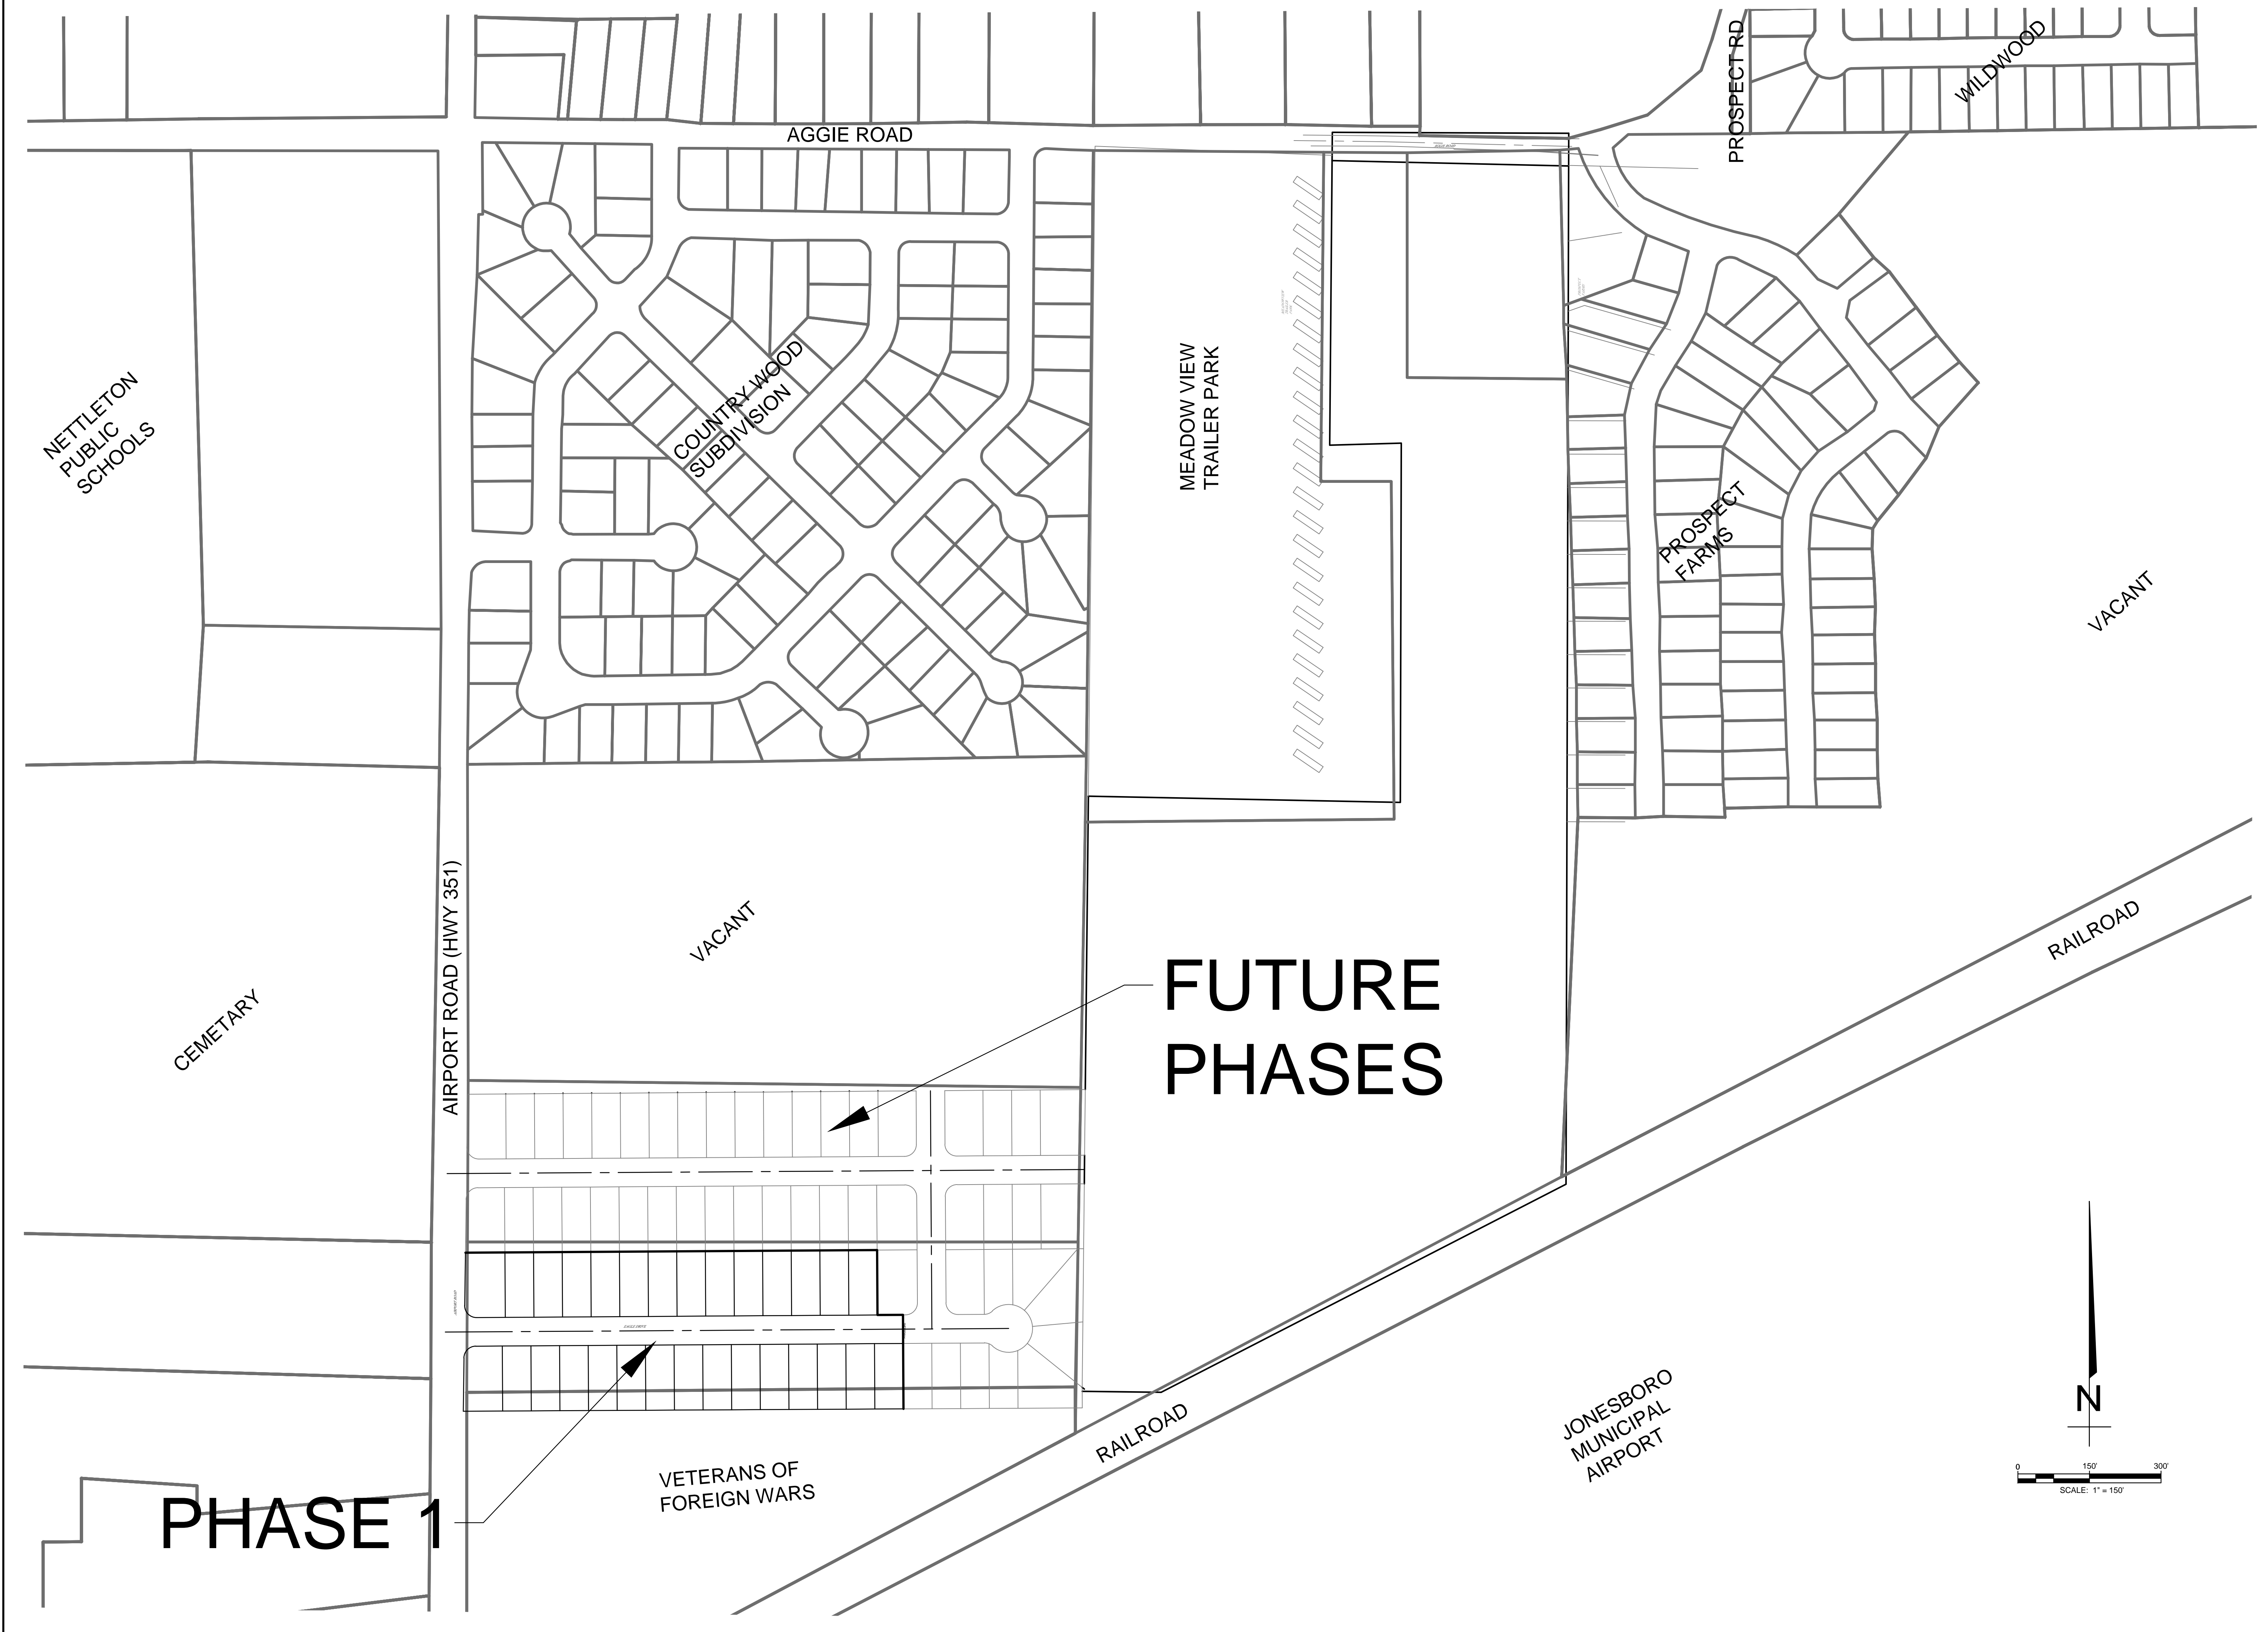 PROSPECT RD
WILDWOOD
AGGIE ROAD
NETTLETON
PUBLIC
SCHOOLS
COUNTRY WOOD
SUBDIVISION
MEADOW VIEW
TRAILER PARK
PROSPECT
FARMS
VACANT
AIRPORT ROAD (HWY 351)
VACANT
CEMETARY
FUTURE
PHASES
RAILROAD
EAGLE DRIVE
JONESBORO
MUNICIPAL
AIRPORT
RAILROAD
VETERANS OF
FOREIGN WARS
PHASE 1
N
0 150' 300'
SCALE: 1" = 150'